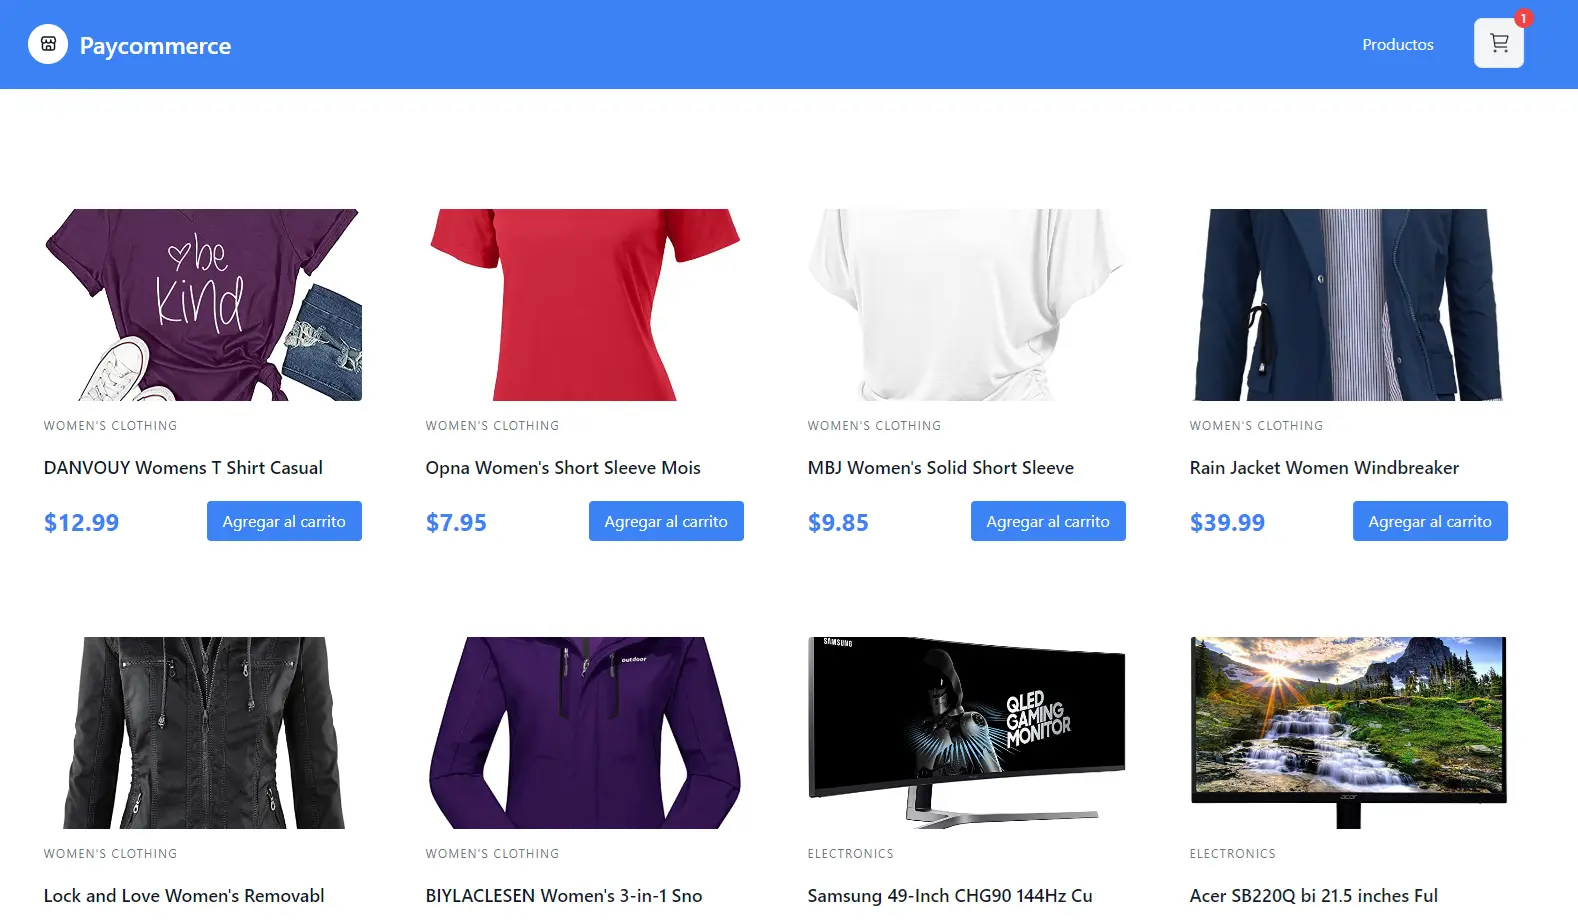 Paycommerce
Productos
1
be
kind
WOMEN'S CLOTHING
WOMEN'S CLOTHING
WOMEN'S CLOTHING
WOMEN'S CLOTHING
DANVOUY Womens T Shirt Casual
Opna Women's Short Sleeve Mois
MBJ Women's Solid Short Sleeve
Rain Jacket Women Windbreaker
$12.99
Agregar al carrito
$7.95
Agregar al carrito
$9.85
Agregar al carrito
$39.99
Agregar al carrito
outdoor
SAMSUNG
QLED
GAMING
MONITOR
acer
WOMEN'S CLOTHING
WOMEN'S CLOTHING
ELECTRONICS
ELECTRONICS
Lock and Love Women's Removabl
BIYLACLESEN Women's 3-in-1 Sno
Samsung 49-Inch CHG90 144Hz Cu
Acer SB220Q bi 21.5 inches Ful